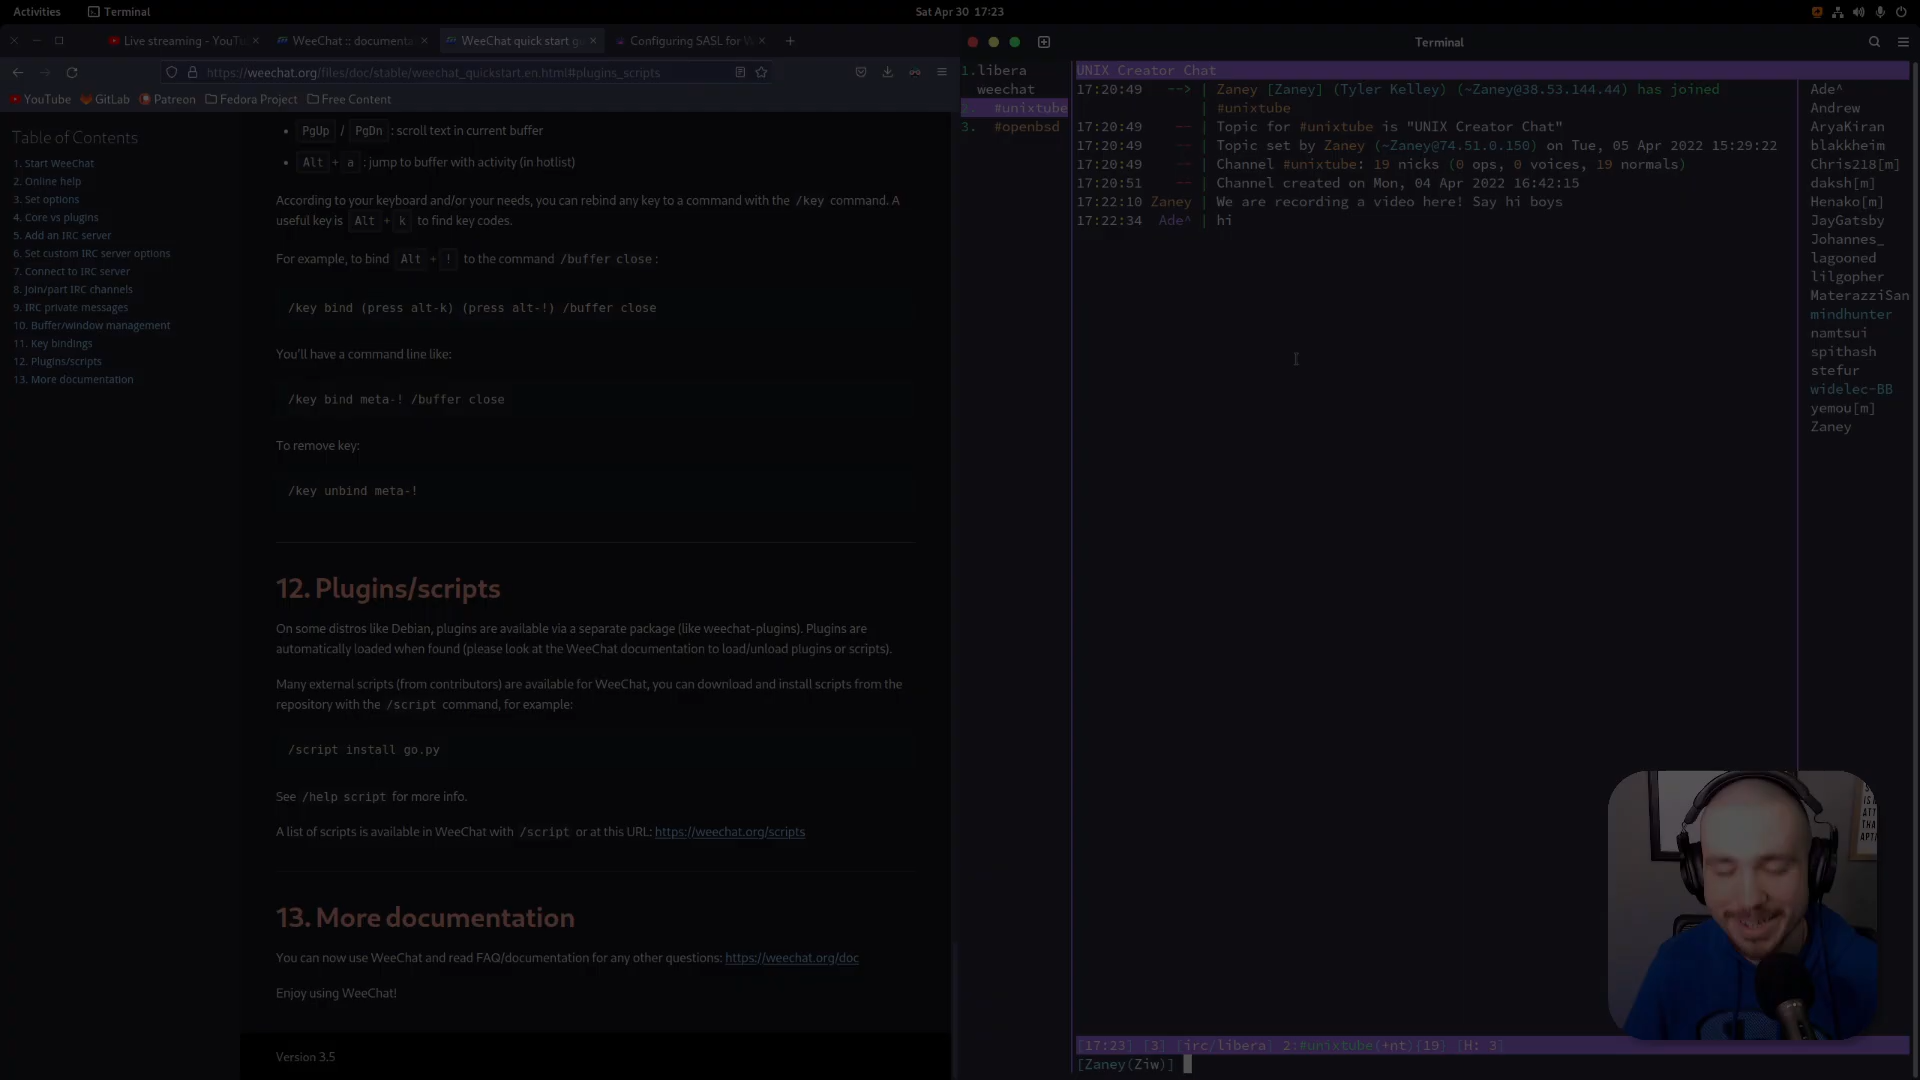 Activities Terminal Sat Apr 30 17:23
Live streaming - YouTu
WeeChat :: documenta
WeeChat quick start g
Configuring SASL for W
https://weechat.org/files/doc/stable/weechat_quickstart.en.html#plugins_scripts
YouTube GitLab Patreon Fedora Project Free Content
Table of Contents
1. Start WeeChat
2. Online help
3. Set options
4. Core vs plugins
5. Add an IRC server
6. Set custom IRC server options
7. Connect to IRC server
8. Join/part IRC channels
9. IRC private messages
10. Buffer/window management
11. Key bindings
12. Plugins/scripts
13. More documentation
• PgUp / PgDn : scroll text in current buffer
• Alt + a : jump to buffer with activity (in hotlist)
According to your keyboard and/or your needs, you can rebind any key to a command with the /key command. A
useful key is Alt + k to find key codes.
For example, to bind Alt + ! to the command /buffer close :
/key bind (press alt-k) (press alt-!) /buffer close
You'll have a command line like:
/key bind meta-! /buffer close
To remove key:
/key unbind meta-!
12. Plugins/scripts
On some distros like Debian, plugins are available via a separate package (like weechat-plugins). Plugins are
automatically loaded when found (please look at the WeeChat documentation to load/unload plugins or scripts).
Many external scripts (from contributors) are available for WeeChat, you can download and install scripts from the
repository with the /script command, for example:
/script install go.py
See /help script for more info.
A list of scripts is available in WeeChat with /script or at this URL: https://weechat.org/scripts
13. More documentation
You can now use WeeChat and read FAQ/documentation for any other questions: https://weechat.org/doc
Enjoy using WeeChat!
Version 3.5
Terminal
1.libera
weechat
2. #unixtube
3. #openbsd
UNIX Creator Chat
17:20:49 --> | Zaney [Zaney] (Tyler Kelley) (~Zaney@38.53.144.44) has joined
| #unixtube
17:20:49 -- | Topic for #unixtube is "UNIX Creator Chat"
17:20:49 -- | Topic set by Zaney (~Zaney@74.51.0.150) on Tue, 05 Apr 2022 15:29:22
17:20:49 -- | Channel #unixtube: 19 nicks (0 ops, 0 voices, 19 normals)
17:20:51 -- | Channel created on Mon, 04 Apr 2022 16:42:15
17:22:10 Zaney | We are recording a video here! Say hi boys
17:22:34 Ade^ | hi
Ade^
Andrew
AryaKiran
blakkheim
Chris218[m]
daksh[m]
Henako[m]
JayGatsby
Johannes_
lagooned
lilgopher
MaterazziSan
mindhunter
namtsui
spithash
stefur
widelec-BB
yemou[m]
Zaney
[17:23] [3] [irc/libera] 2:#unixtube(+nt){19} [H: 3]
[Zaney(Ziw)]